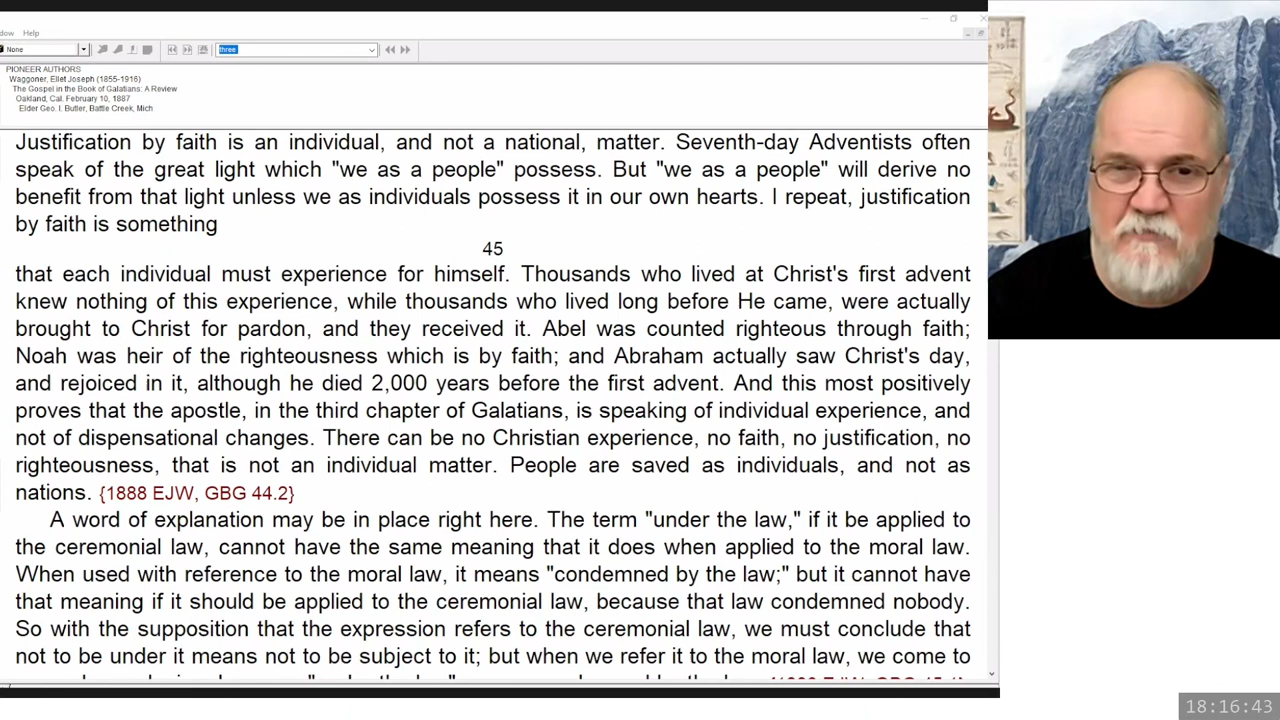 dow Help
None three
PIONEER AUTHORS
Waggoner, Ellet Joseph (1855-1916)
The Gospel in the Book of Galatians: A Review
Oakland, Cal. February 10, 1887
Elder Geo. I. Butler, Battle Creek, Mich
Justification by faith is an individual, and not a national, matter. Seventh-day Adventists often
speak of the great light which "we as a people" possess. But "we as a people" will derive no
benefit from that light unless we as individuals possess it in our own hearts. I repeat, justification
by faith is something
45
that each individual must experience for himself. Thousands who lived at Christ's first advent
knew nothing of this experience, while thousands who lived long before He came, were actually
brought to Christ for pardon, and they received it. Abel was counted righteous through faith;
Noah was heir of the righteousness which is by faith; and Abraham actually saw Christ's day,
and rejoiced in it, although he died 2,000 years before the first advent. And this most positively
proves that the apostle, in the third chapter of Galatians, is speaking of individual experience, and
not of dispensational changes. There can be no Christian experience, no faith, no justification, no
righteousness, that is not an individual matter. People are saved as individuals, and not as
nations. {1888 EJW, GBG 44.2}
A word of explanation may be in place right here. The term "under the law," if it be applied to
the ceremonial law, cannot have the same meaning that it does when applied to the moral law.
When used with reference to the moral law, it means "condemned by the law;" but it cannot have
that meaning if it should be applied to the ceremonial law, because that law condemned nobody.
So with the supposition that the expression refers to the ceremonial law, we must conclude that
not to be under it means not to be subject to it; but when we refer it to the moral law, we come to
18:16:43